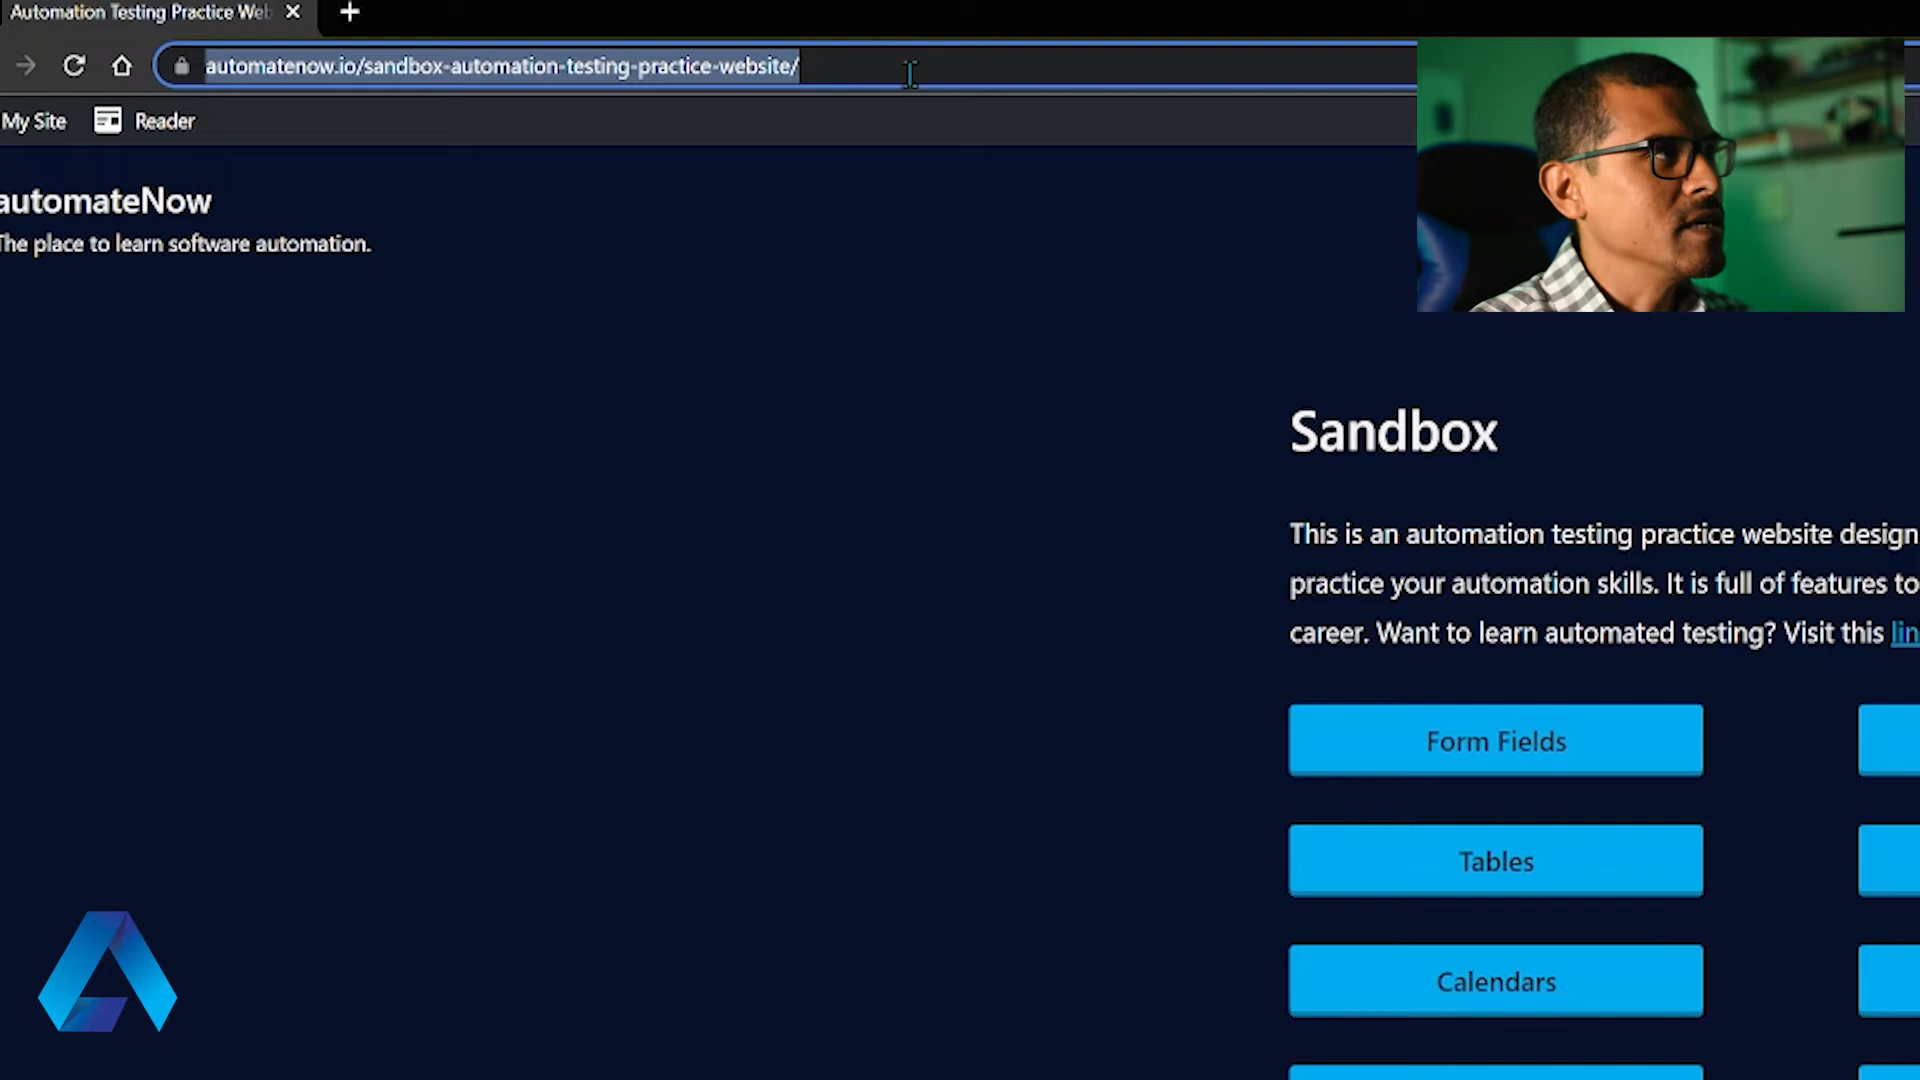 Automation Testing Practice Web
automatenow.io/sandbox-automation-testing-practice-website/
My Site
Reader
automateNow
The place to learn software automation.
Sandbox
This is an automation testing practice website design
practice your automation skills. It is full of features to
career. Want to learn automated testing? Visit this lin
Form Fields
Tables
Calendars